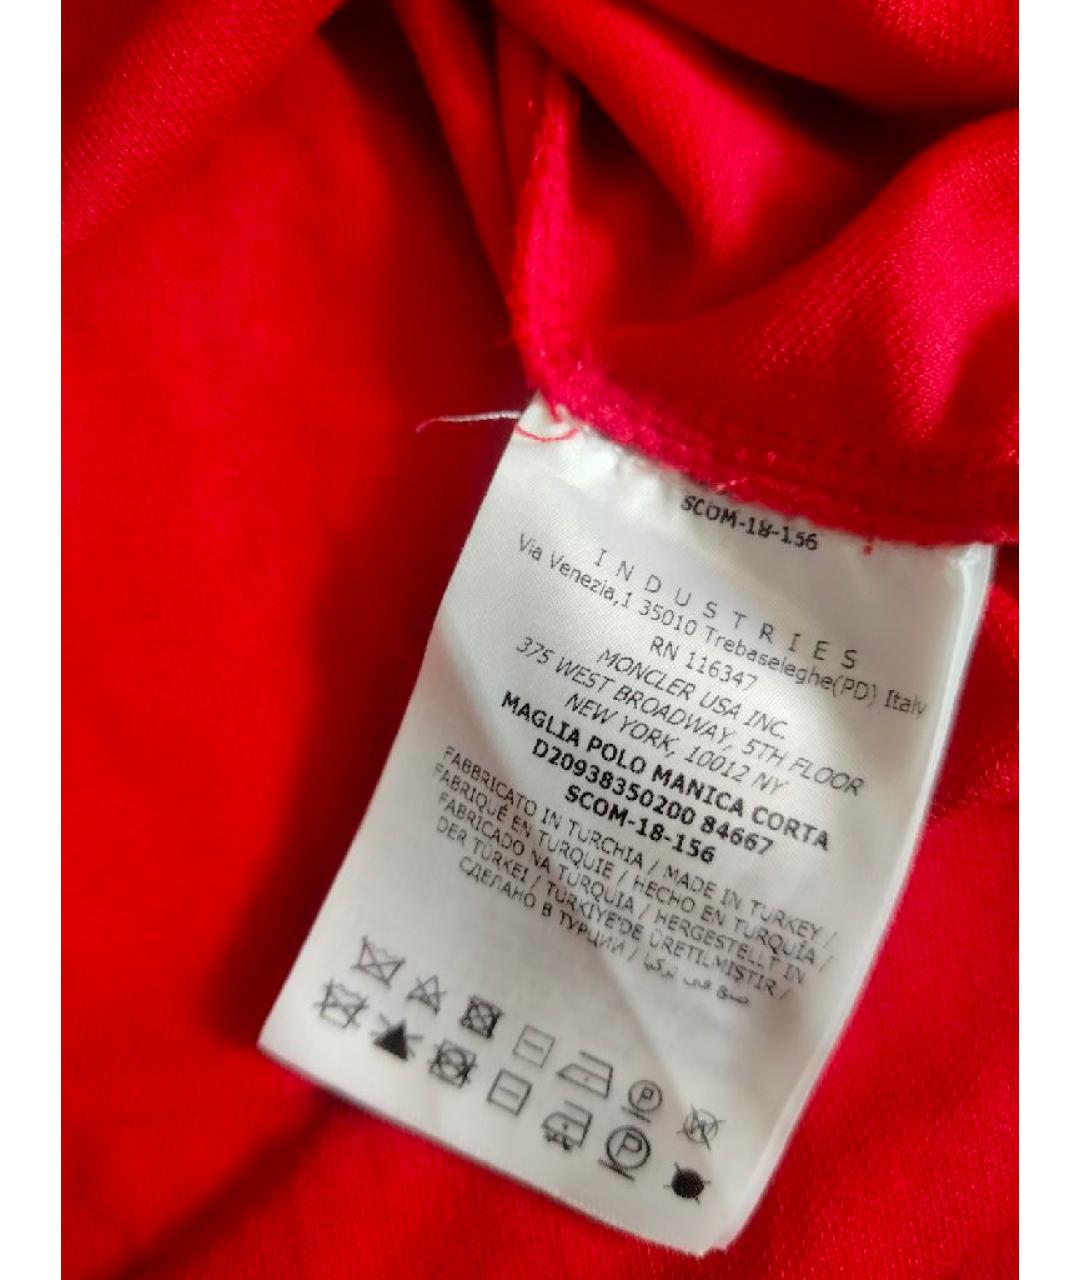 SCOM-18-156
INDUSTRIES
Via Venezia,1 35010 Trebaseleghe(PD) Italy
RN 116347
MONCLER USA INC.
375 WEST BROADWAY, 5TH FLOOR
NEW YORK, 10012 NY
MAGLIA POLO MANICA CORTA
D20938350200 84667
SCOM-18-156
FABBRICATO IN TURCHIA / MADE IN TURKEY /
FABRIQUÉ EN TURQUIE / HECHO EN TURQUÍA /
FABRICADO NA TURQUIA / HERGESTELLT IN
DER TÜRKEI / TÜRKIYE'DE ÜRETILMIŞTIR /
СДЕЛАНО В ТУРЦИИ / صنع في تركيا
P W
P